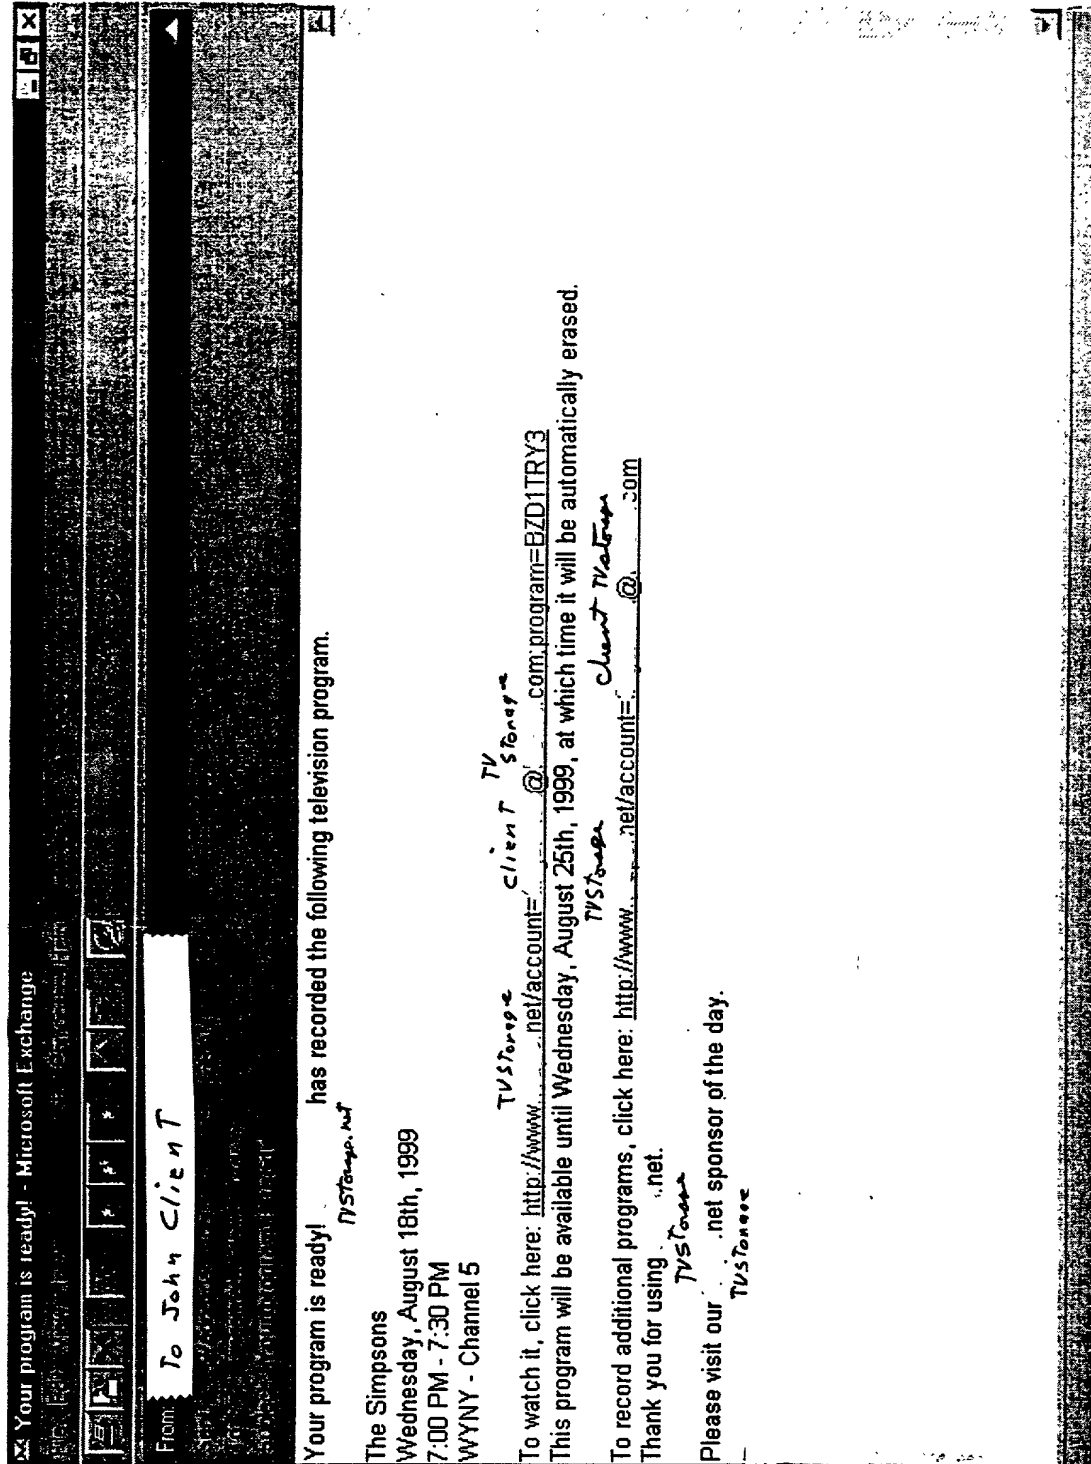 Your program is ready! - Microsoft Exchange
From: To John Client
Your program is ready! TVStorage.net has recorded the following television program.
The Simpsons
Wednesday, August 18th, 1999
7:00 PM - 7:30 PM
WYNY - Channel 5
TVStorage client TV Storage
To watch it, click here: http://www. .net/account= @ .com:program=BZD1TRY3
This program will be available until Wednesday, August 25th, 1999, at which time it will be automatically erased.
TVStorage client TVstorage
To record additional programs, click here: http://www. .net/account= @ .com
Thank you for using .net.
TVStorage
Please visit our .net sponsor of the day.
TVStorage